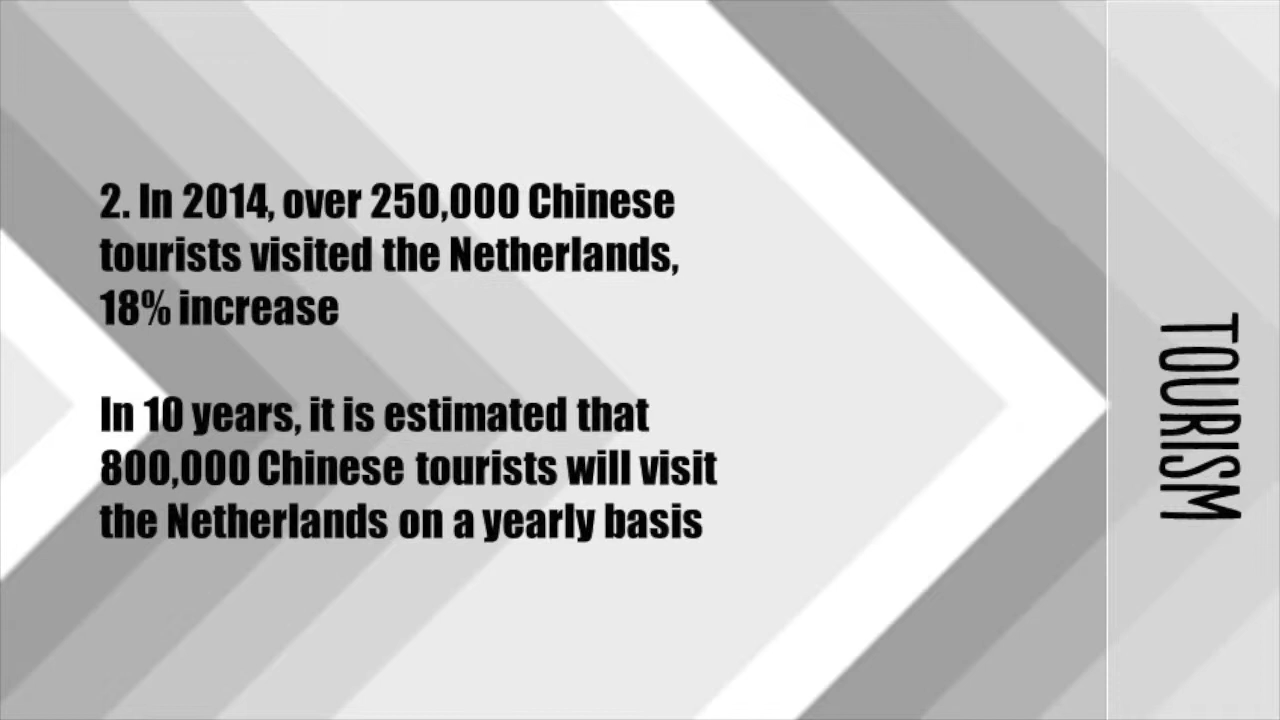 2. In 2014, over 250,000 Chinese
tourists visited the Netherlands,
18% increase
In 10 years, it is estimated that
800,000 Chinese tourists will visit
the Netherlands on a yearly basis
TOURISM